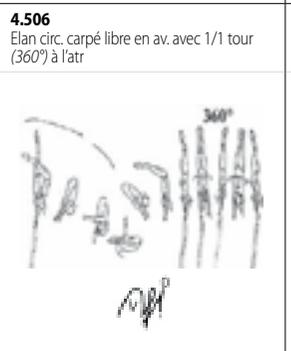 4.506
Elan circ. carpé libre en av. avec 1/1 tour
(360°) à l'atr
360°